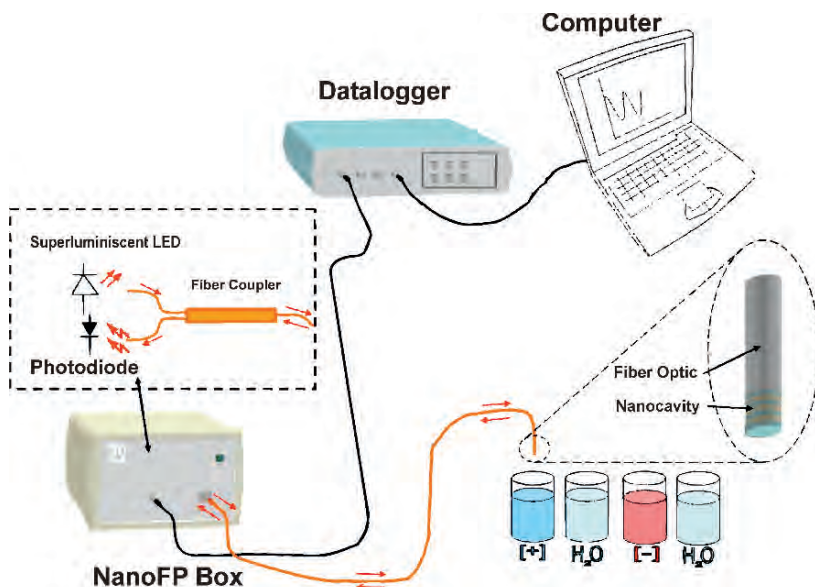 Computer
Datalogger
Superluminiscent LED
Fiber Coupler
Photodiode
Fiber Optic
Nanocavity
[+]
H2O
[-]
H2O
NanoFP Box